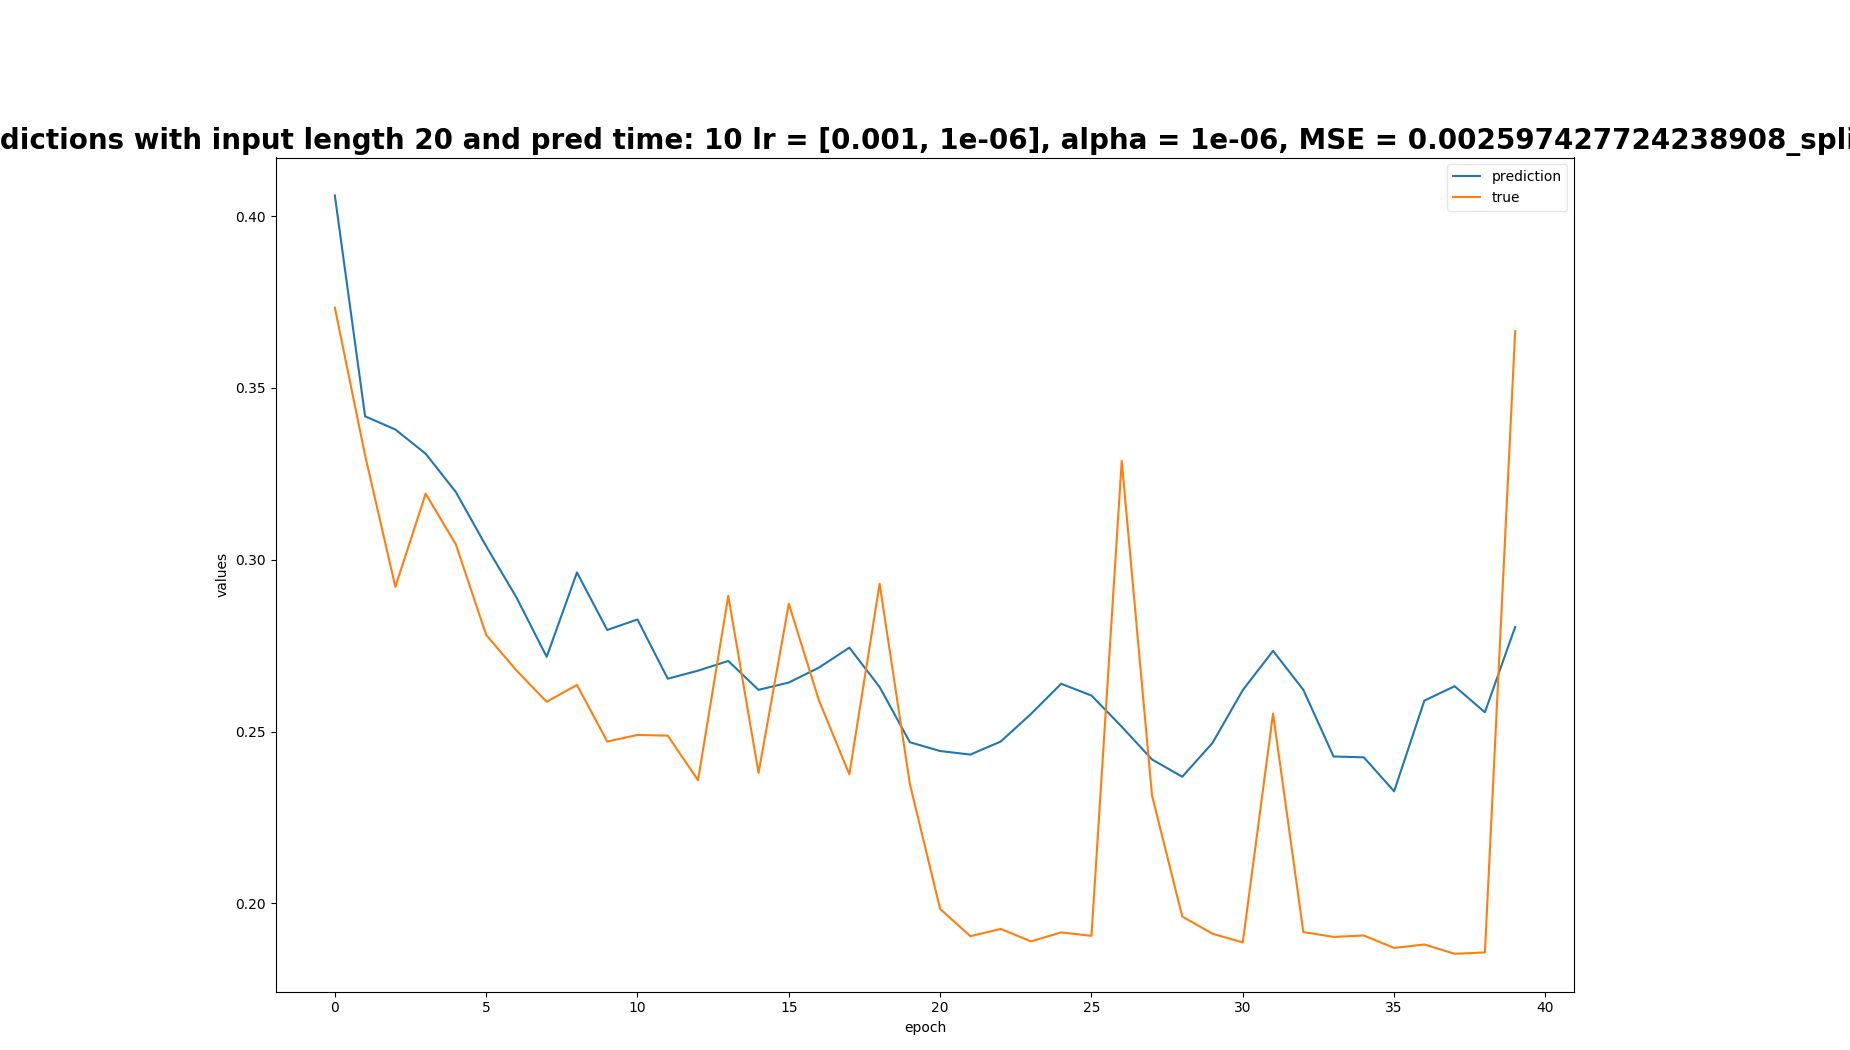 dictions with input length 20 and pred time: 10 lr = [0.001, 1e-06], alpha = 1e-06, MSE = 0.002597427724238908_spli
prediction
true
0.40
0.35
0.30
0.25
0.20
values
0 5 10 15 20 25 30 35 40
epoch